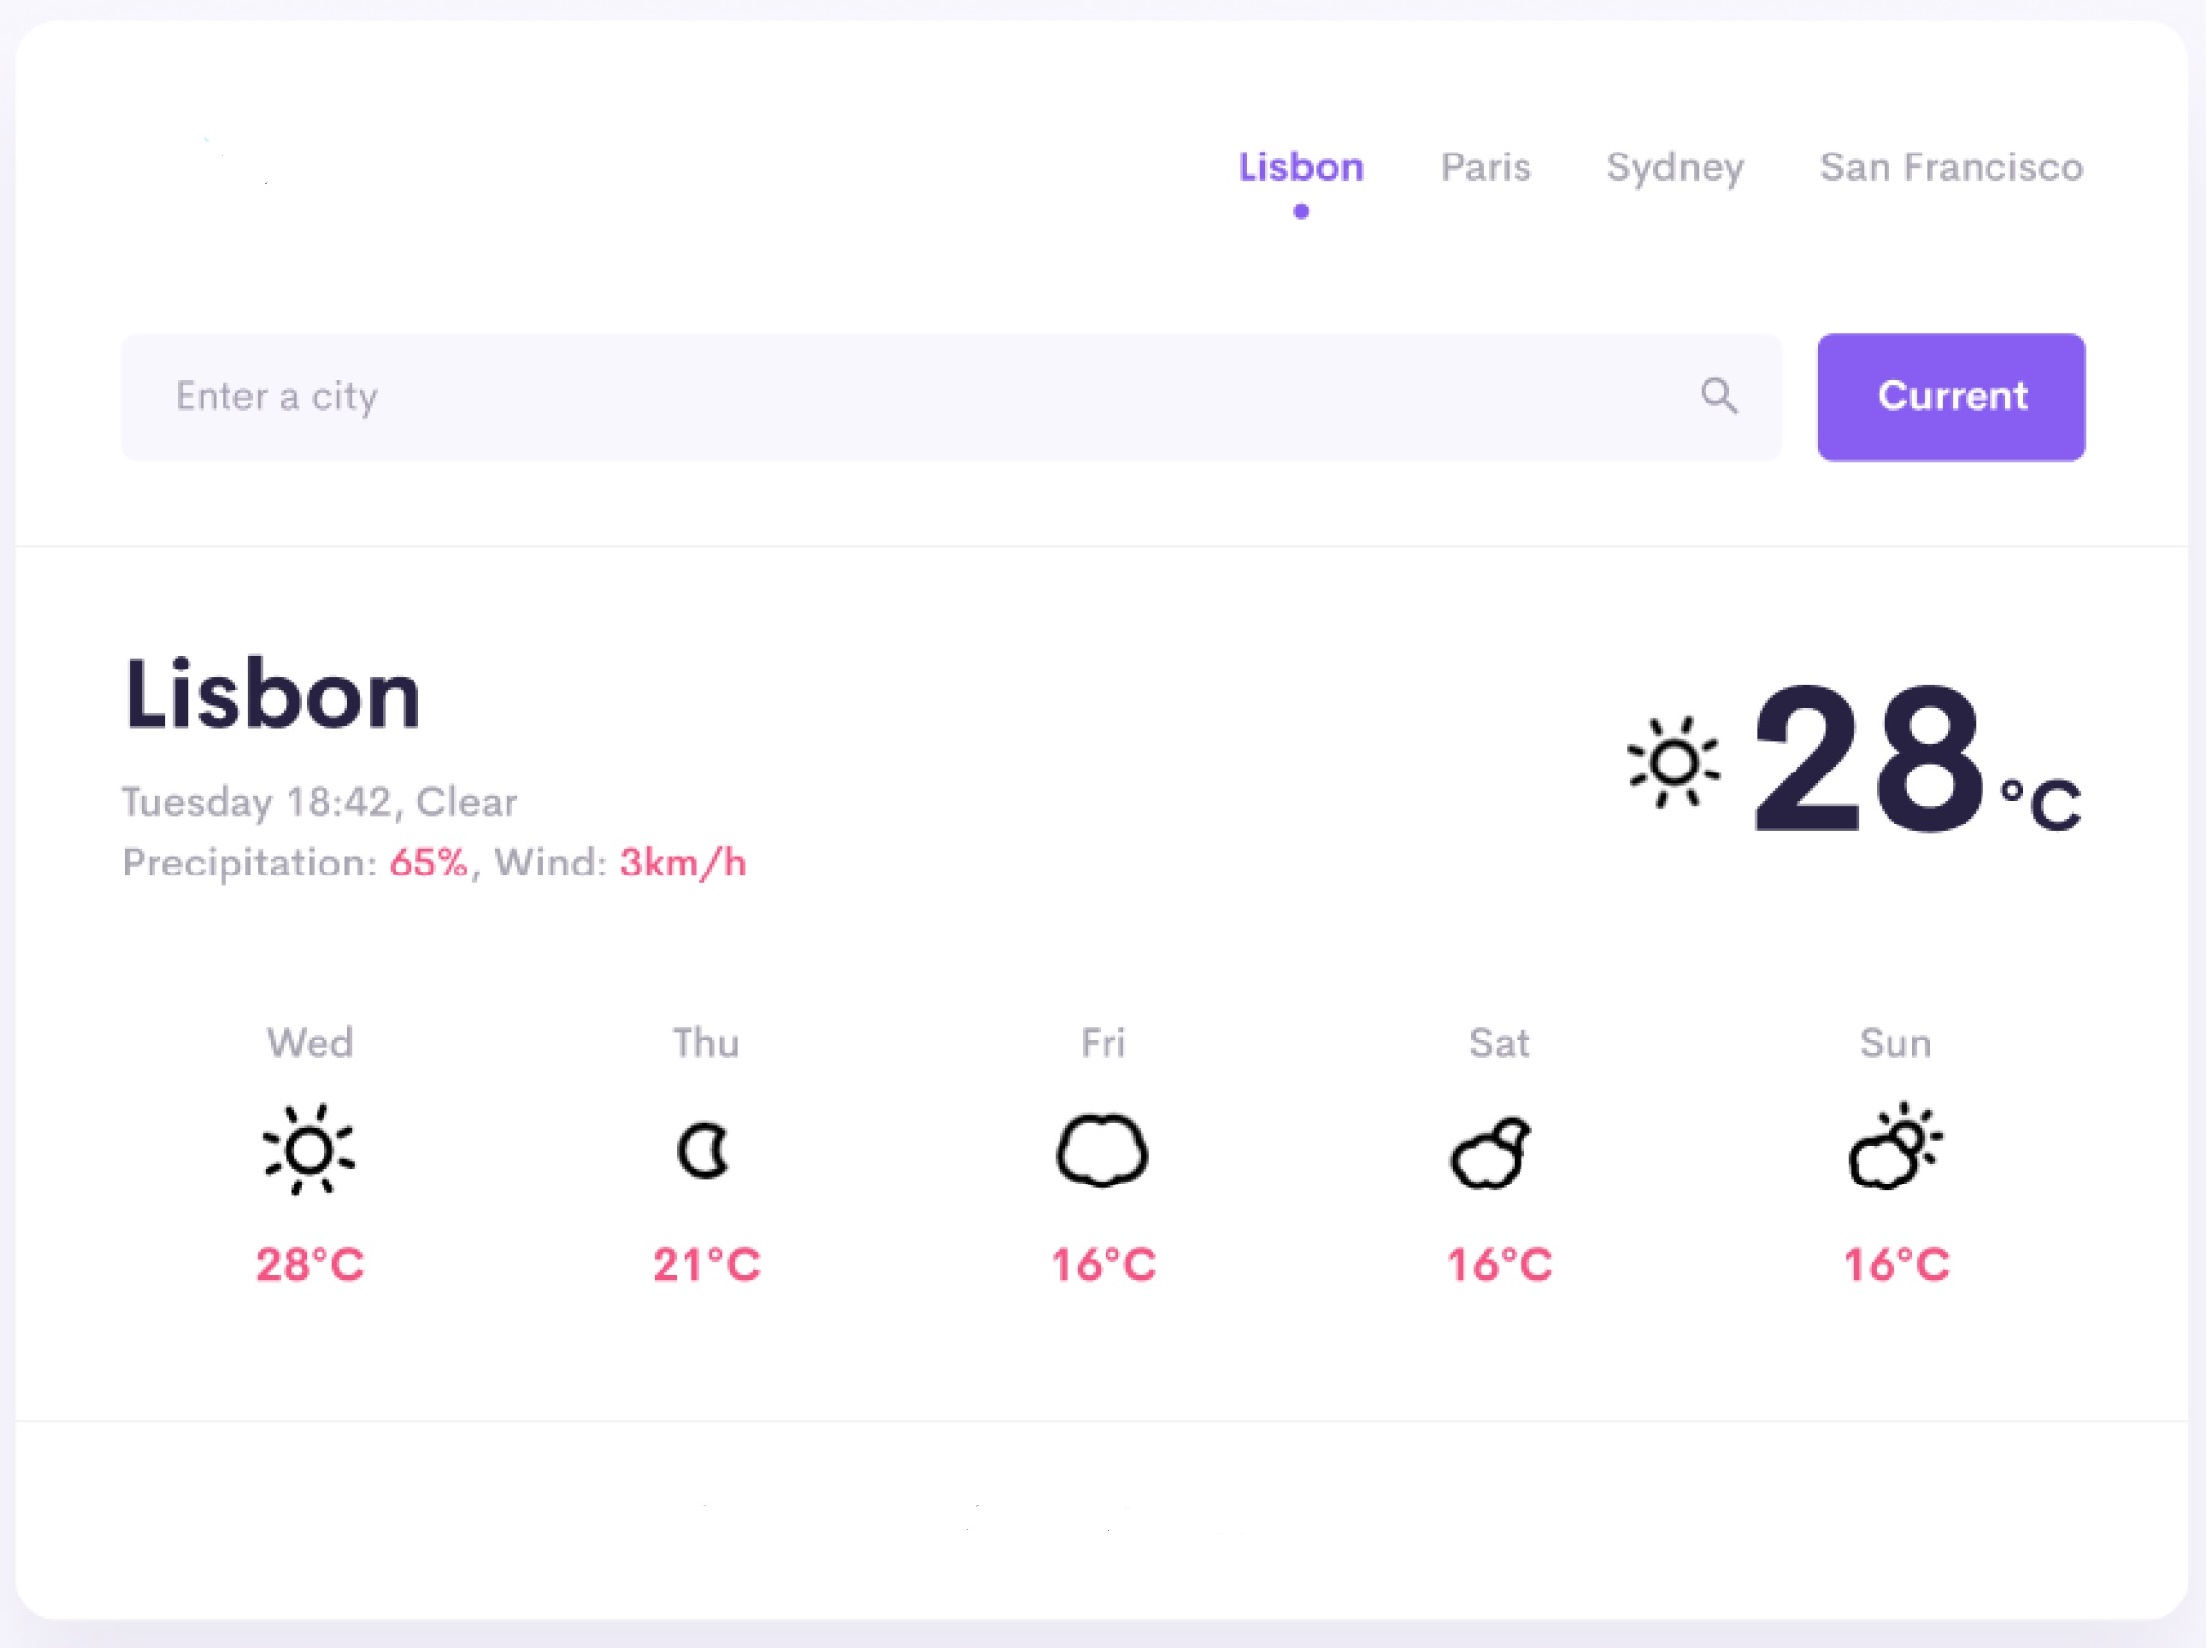 Lisbon Paris Sydney San Francisco
Enter a city
Current
Lisbon
28 °C
Tuesday 18:42, Clear
Precipitation: 65%, Wind: 3km/h
Wed Thu Fri Sat Sun
28°C 21°C 16°C 16°C 16°C